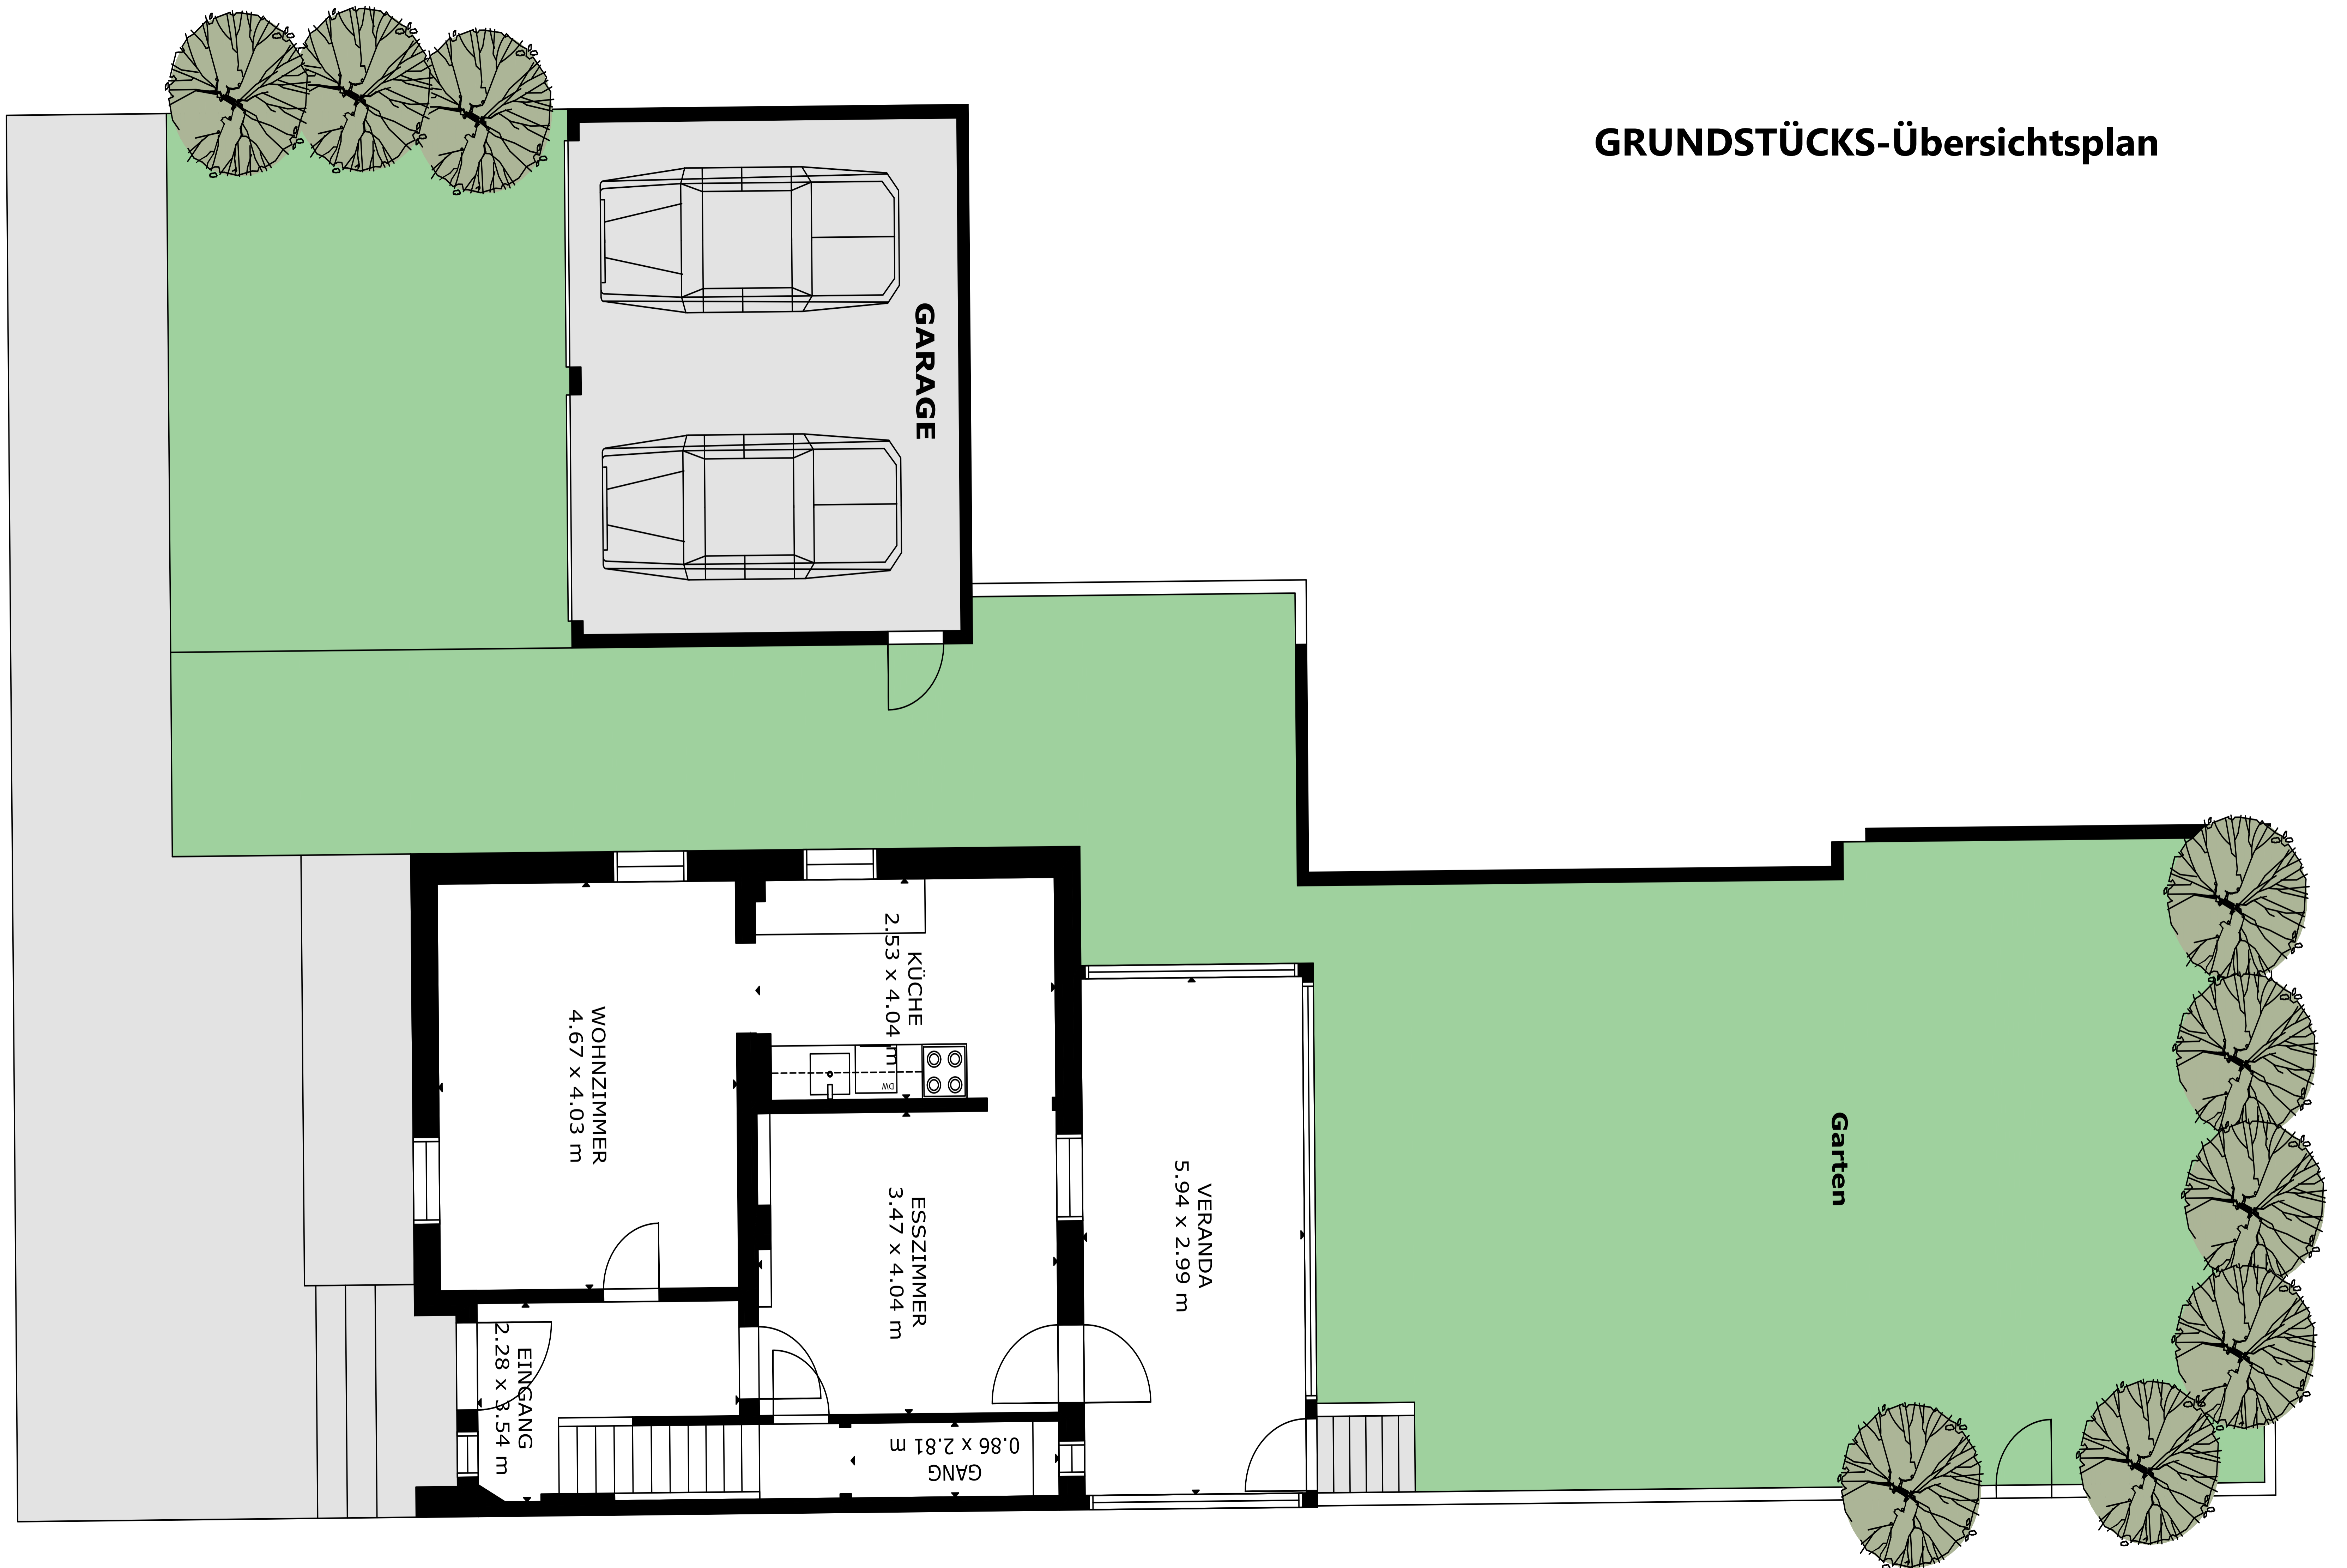 GRUNDSTÜCKS-Übersichtsplan
GARAGE
KÜCHE
2.53 x 4.04 m
DW
WOHNZIMMER
4.67 x 4.03 m
ESSZIMMER
3.47 x 4.04 m
VERANDA
5.94 x 2.99 m
Garten
EINGANG
2.28 x 3.54 m
GANG
0.86 x 2.81 m